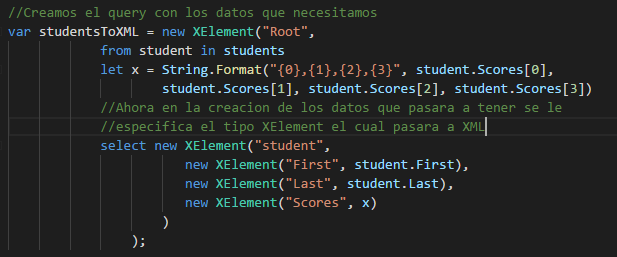 //Creamos el query con los datos que necesitamos
var studentsToXML = new XElement("Root",
from student in students
let x = String.Format("{0},{1},{2},{3}", student.Scores[0],
student.Scores[1], student.Scores[2], student.Scores[3])
//Ahora en la creacion de los datos que pasara a tener se le
//especifica el tipo XElement el cual pasara a XML
select new XElement("student",
new XElement("First", student.First),
new XElement("Last", student.Last),
new XElement("Scores", x)
)
);